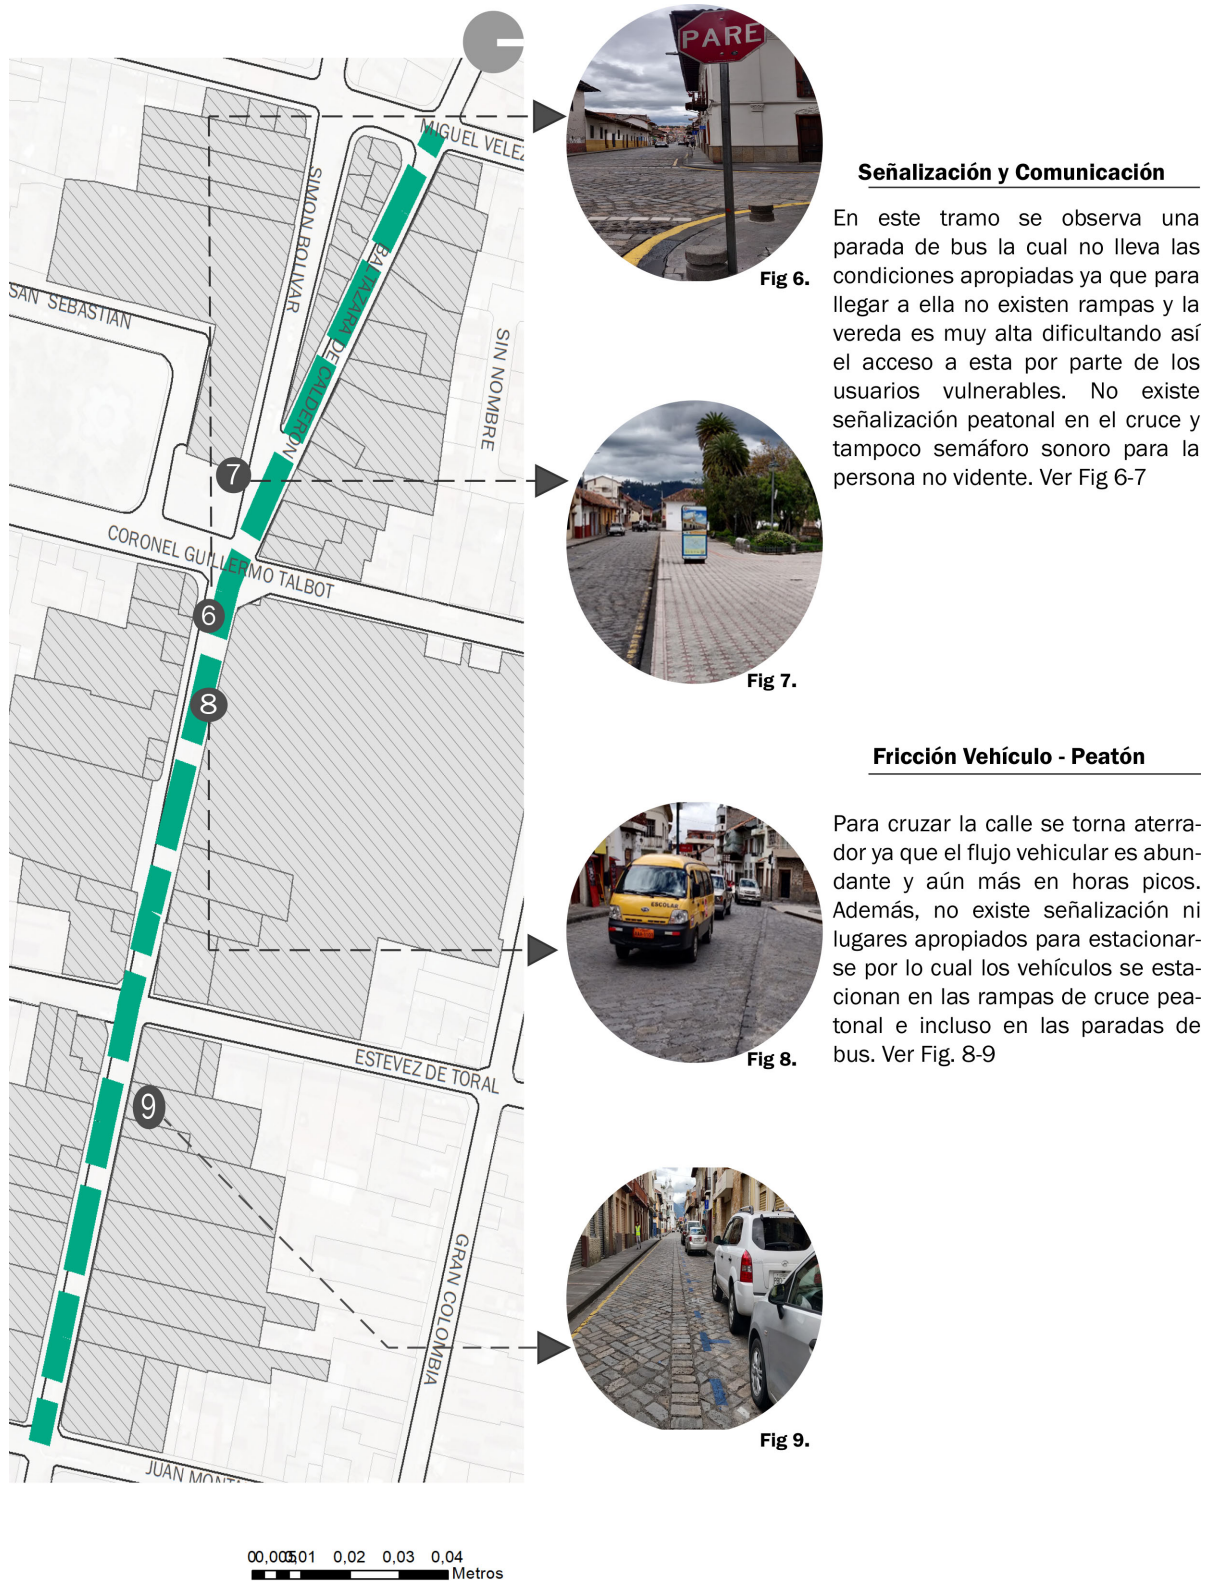 MIGUEL VELEZ
SIMON BOLIVAR
BALTAZARA DE CALDERON
SAN SEBASTIAN
SIN NOMBRE
7
CORONEL GUILLERMO TALBOT
6
8
ESTEVEZ DE TORAL
9
GRAN COLOMBIA
JUAN
0 0,005 0,01 0,02 0,03 0,04
Metros
PARE
Fig 6.
Fig 7.
ESCOLAR
Fig 8.
Fig 9.
Señalización y Comunicación
En este tramo se observa una
parada de bus la cual no lleva las
condiciones apropiadas ya que para
llegar a ella no existen rampas y la
vereda es muy alta dificultando así
el acceso a esta por parte de los
usuarios vulnerables. No existe
señalización peatonal en el cruce y
tampoco semáforo sonoro para la
persona no vidente. Ver Fig 6-7
Fricción Vehículo - Peatón
Para cruzar la calle se torna aterra-
dor ya que el flujo vehicular es abun-
dante y aún más en horas picos.
Además, no existe señalización ni
lugares apropiados para estacionar-
se por lo cual los vehículos se esta-
cionan en las rampas de cruce pea-
tonal e incluso en las paradas de
bus. Ver Fig. 8-9